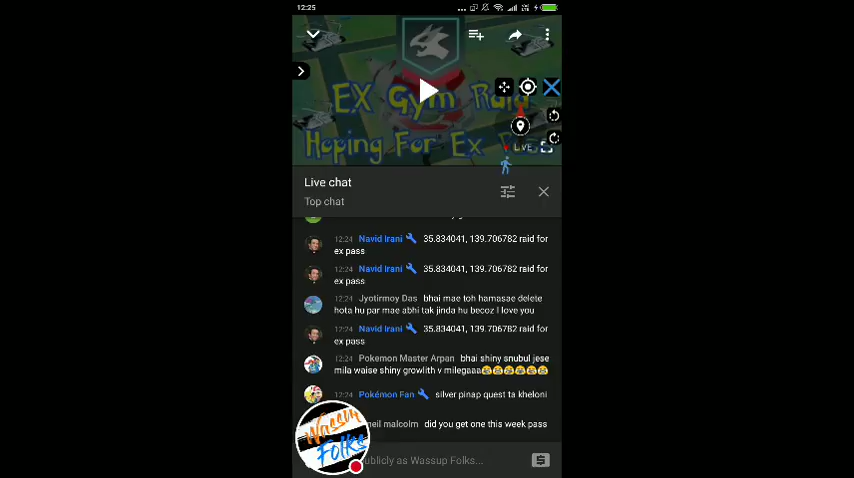 12:25
EX Gym Raid
Hoping For Ex
LIVE
Live chat
Top chat
12:24 Navid Irani 35.834041, 139.706782 raid for
ex pass
12:24 Navid Irani 35.834041, 139.706782 raid for
ex pass
12:24 Jyotirmoy Das bhai mae toh hamasae delete
hota hu par mae abhi tak jinda hu becoz I love you
12:24 Navid Irani 35.834041, 139.706782 raid for
ex pass
12:24 Pokemon Master Arpan bhai shiny snubul jese
mila waise shiny growlith v milegaaa😂😂😂😂😂😂
12:24 Pokémon Fan silver pinap quest ta kheloni
neil malcolm did you get one this week pass
Wassup
Folks
ublicly as Wassup Folks...